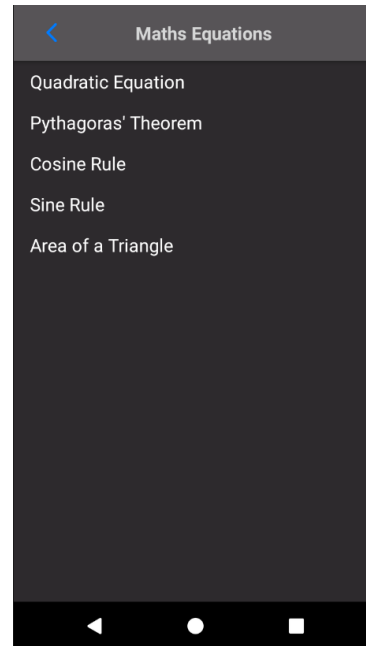 Maths Equations
Quadratic Equation
Pythagoras' Theorem
Cosine Rule
Sine Rule
Area of a Triangle